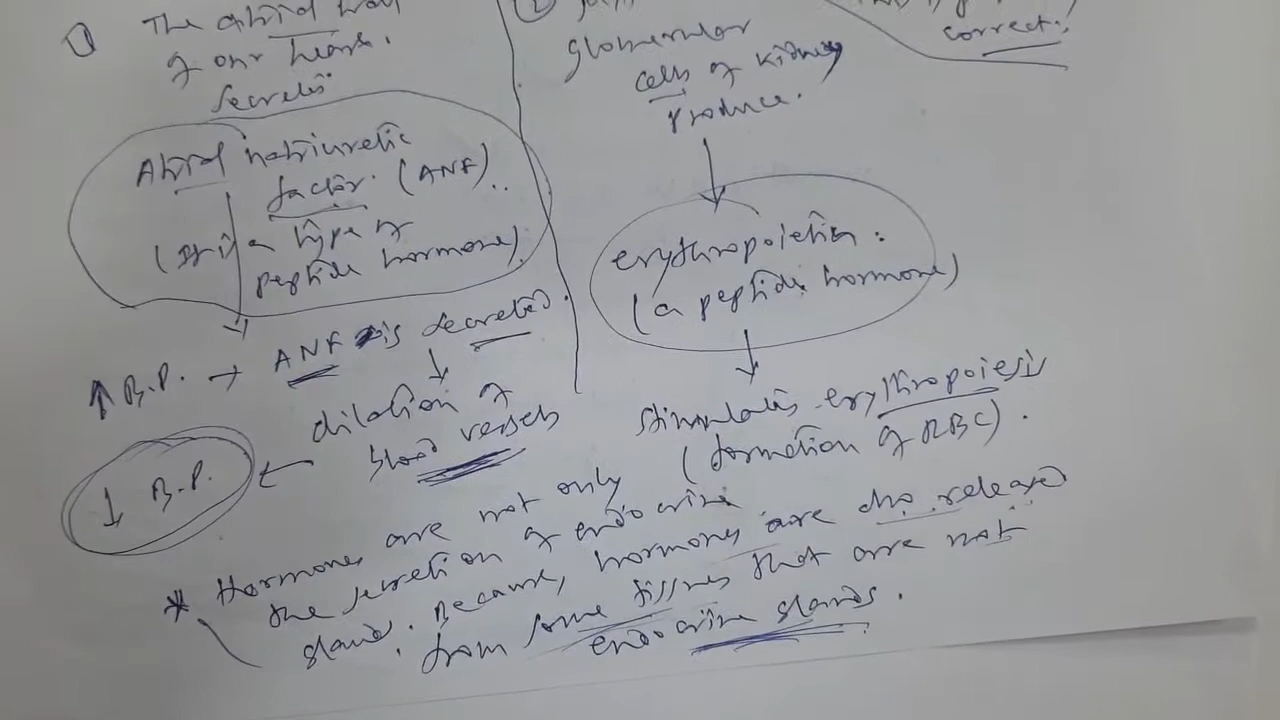 ① The atrial wall
of our heart
secretes
Atrial natriuretic
factor. (ANF).
(It is a type of
peptide hormone).
↑ B.P. → ANF is secreted.
dilation of
blood vessels
↓ B.P.
②
glomerular
cells of kidney
produce.
erythropoietin.
(a peptide hormone)
stimulates erythropoiesis
(formation of RBC).
correct.
* Hormones are not only
the secretion of endocrine
gland. Because, hormones are also released
from some tissues that are not
endocrine glands.